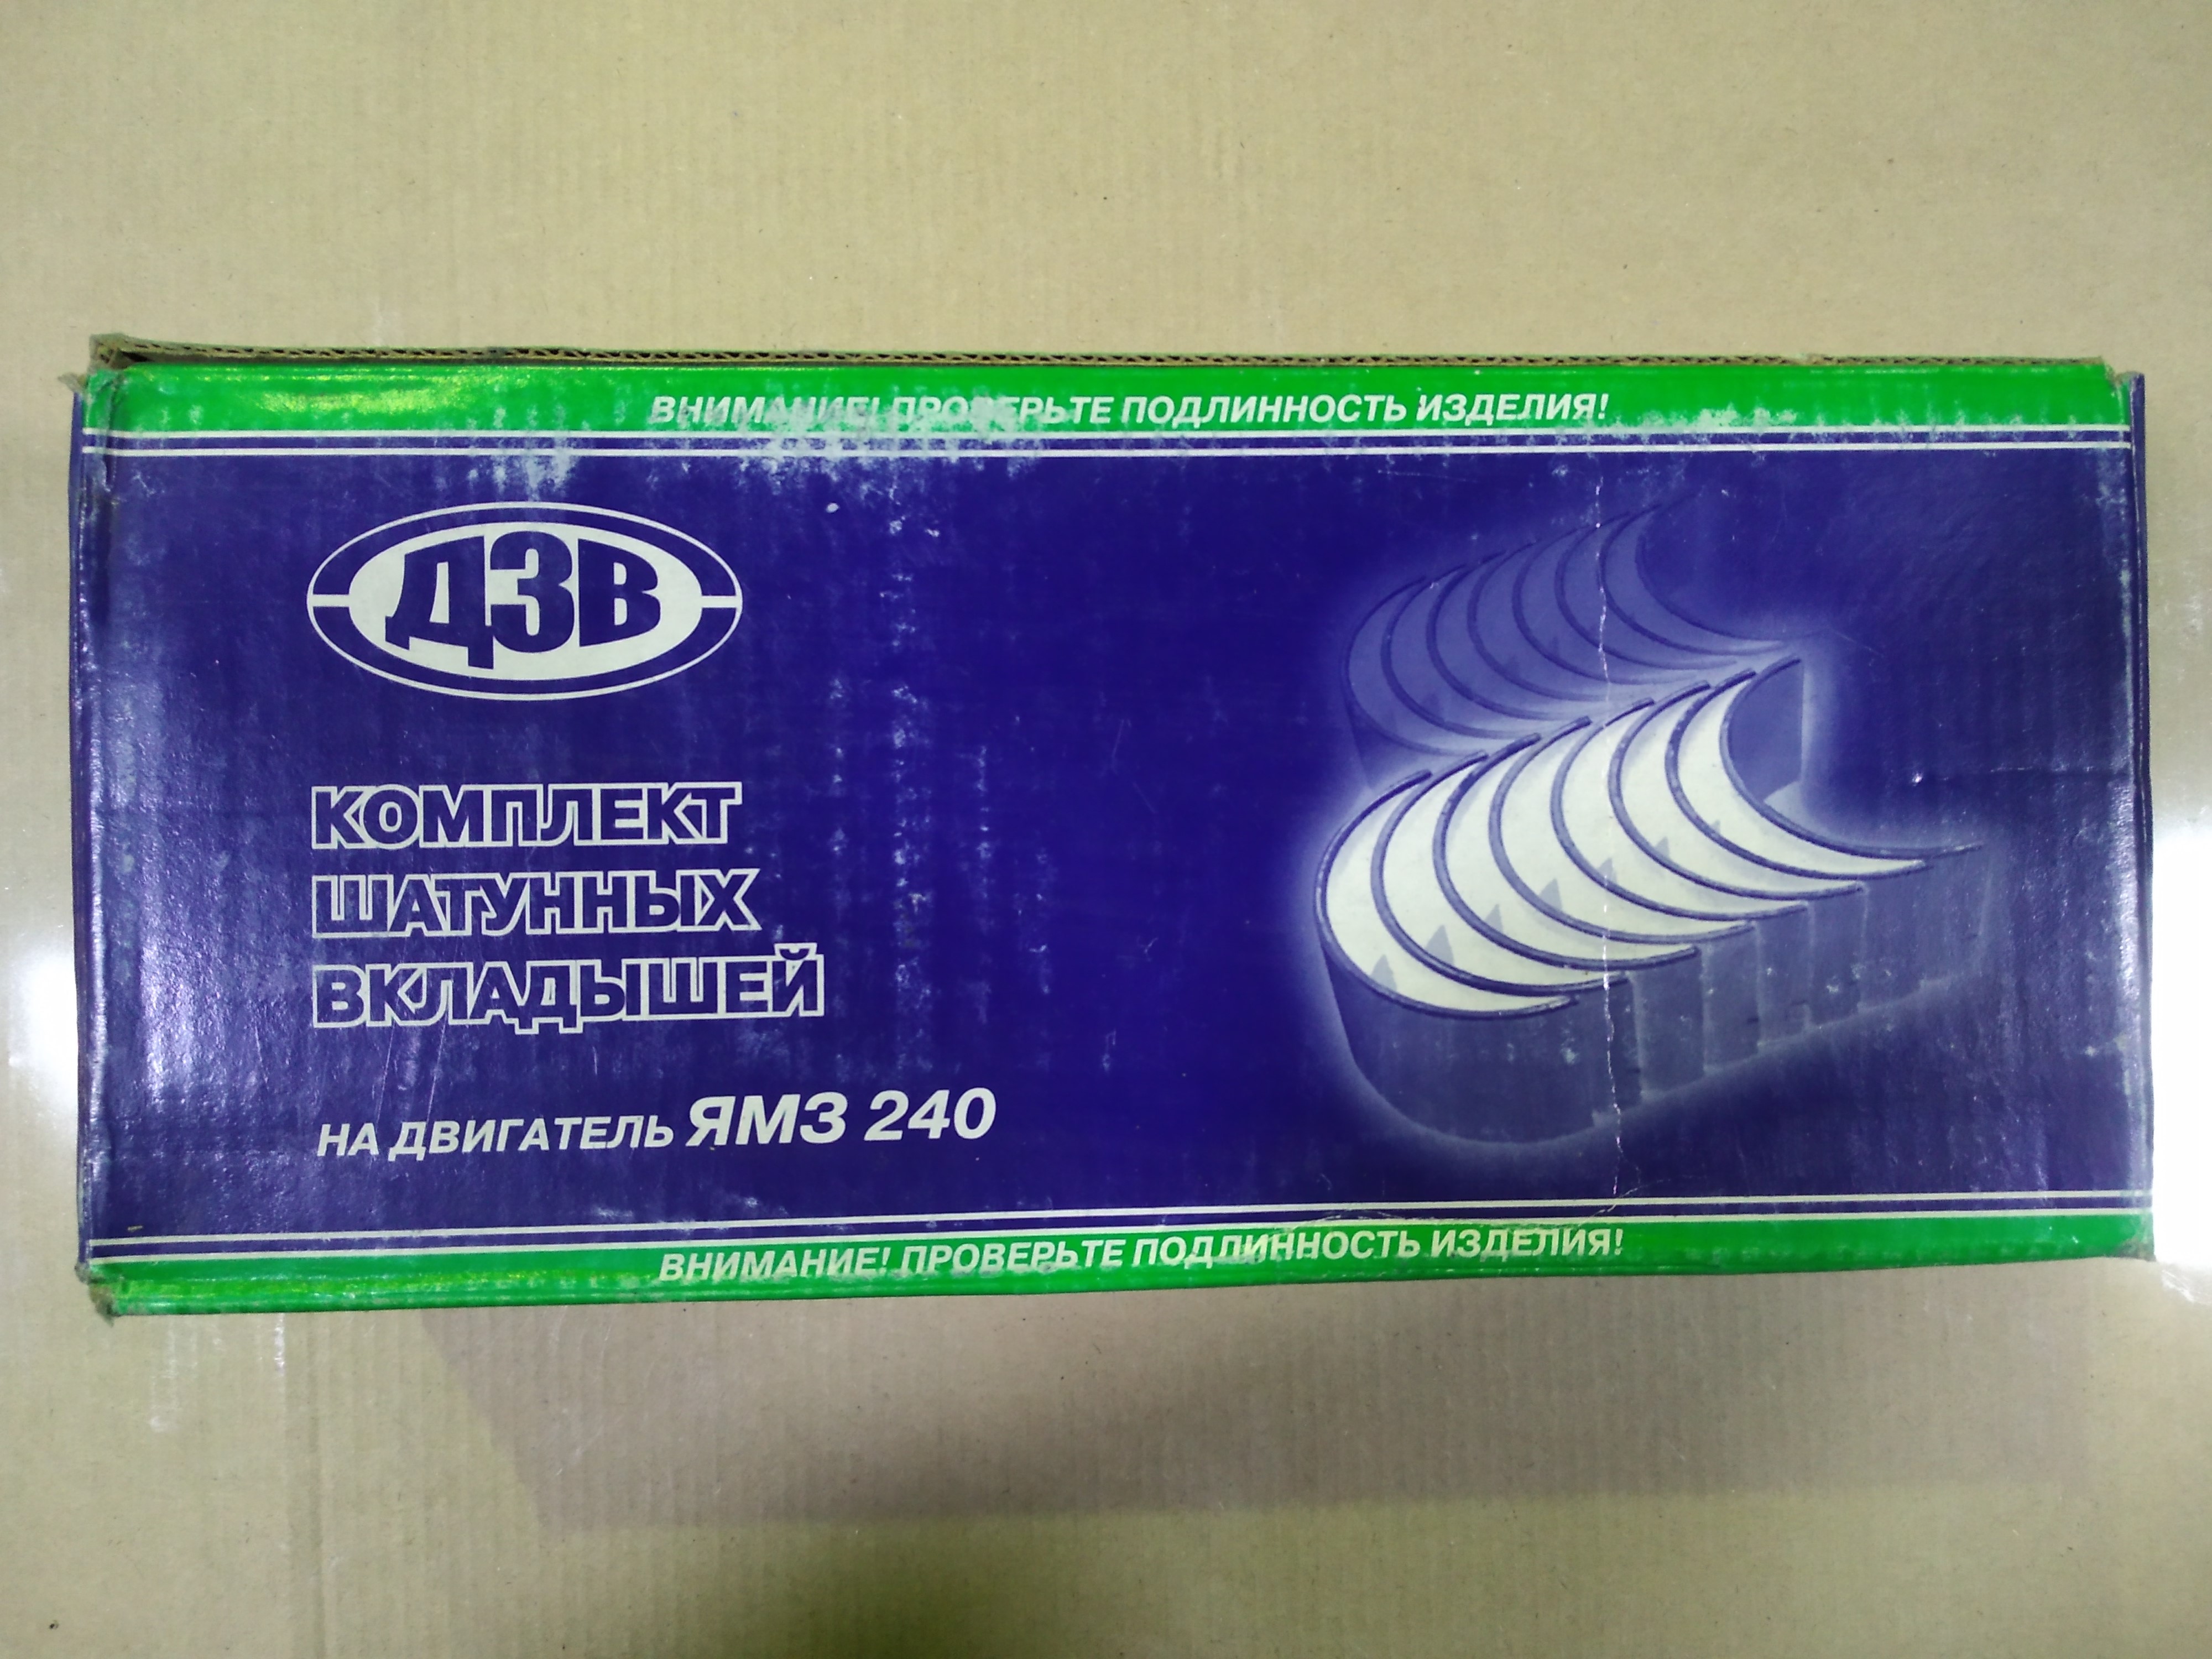 ВНИМАНИЕ! ПРОВЕРЬТЕ ПОДЛИННОСТЬ ИЗДЕЛИЯ!
ДЗВ
КОМПЛЕКТ
ШАТУННЫХ
ВКЛАДЫШЕЙ
НА ДВИГАТЕЛЬ ЯМЗ 240
ВНИМАНИЕ! ПРОВЕРЬТЕ ПОДЛИННОСТЬ ИЗДЕЛИЯ!